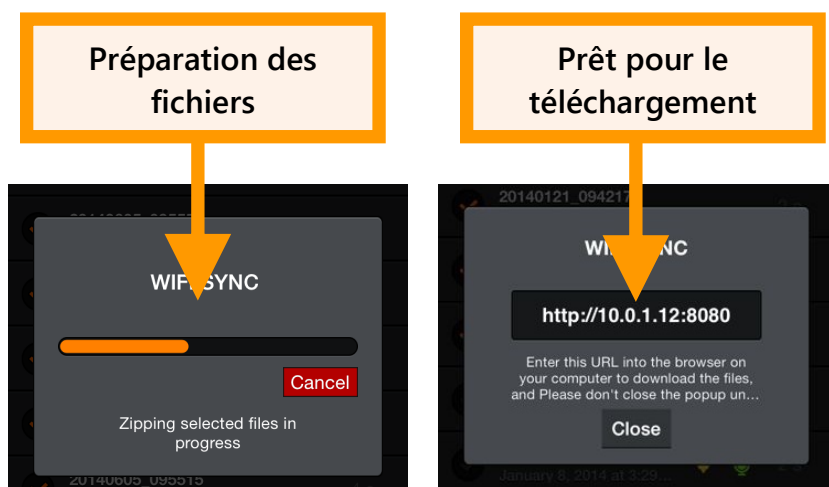 Préparation des
fichiers
WIFI SYNC
Cancel
Zipping selected files in
progress
20140605_095515
Prêt pour le
téléchargement
20140121_094217
http://10.0.1.12:8080
Enter this URL into the browser on
your computer to download the files,
and Please don't close the popup un...
Close
January 8, 2014 at 3:29...